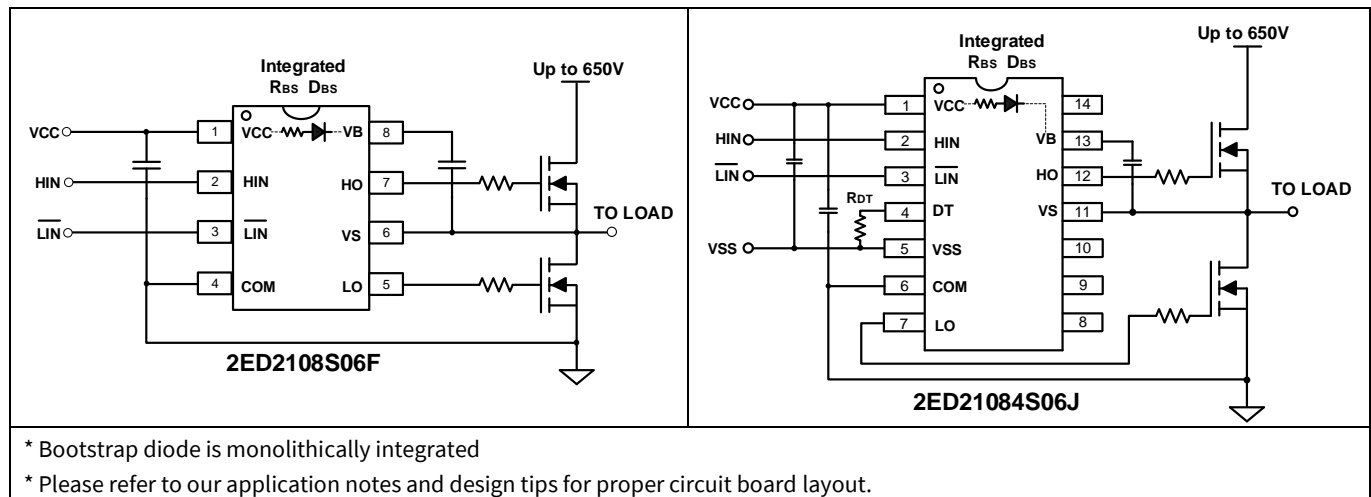 Integrated
RBS DBS
Up to 650V
VCC
1
VCC
VB
8
HIN
2
HIN
HO
7
TO LOAD
L̅I̅N̅
3
L̅I̅N̅
VS
6
4
COM
LO
5
2ED2108S06F
Integrated
RBS DBS
Up to 650V
VCC
1
VCC
14
HIN
2
HIN
VB
13
L̅I̅N̅
3
L̅I̅N̅
HO
12
TO LOAD
RDT
4
DT
VS
11
VSS
5
VSS
10
6
COM
9
7
LO
8
2ED21084S06J
* Bootstrap diode is monolithically integrated
* Please refer to our application notes and design tips for proper circuit board layout.